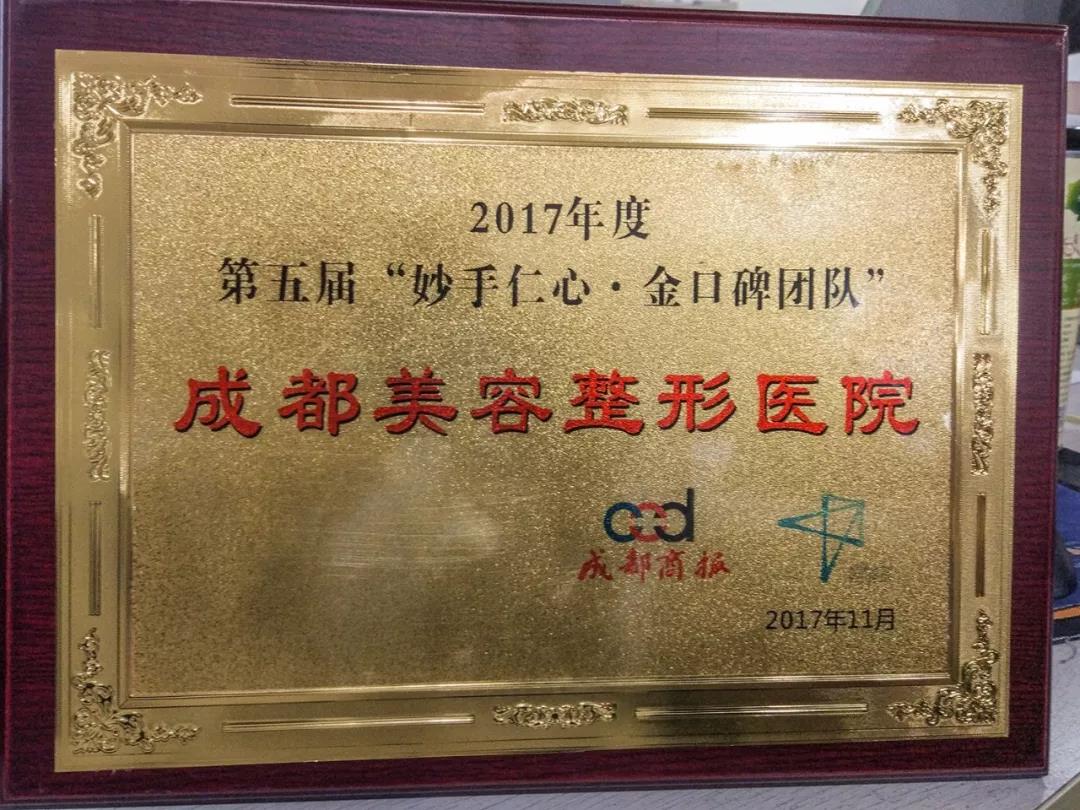 2017年度
第五届“妙手仁心·金口碑团队”
成都美容整形医院
ccd
成都商报
2017年11月